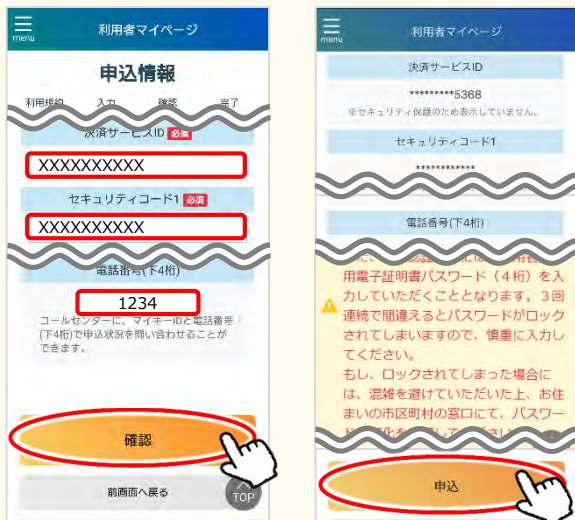 menu
利用者マイページ
申込情報
利用規約 入力 確認 完了
決済サービスID 必須
XXXXXXXXXX
セキュリティコード1 必須
XXXXXXXXXX
電話番号(下4桁)
1234
コールセンターに、マイキーIDと電話番号
(下4桁)で申込状況を問い合わせることが
できます。
確認
前画面へ戻る
TOP
menu
利用者マイページ
決済サービスID
*********5368
※セキュリティ保護のため表示していません。
セキュリティコード1
************
電話番号(下4桁)
用電子証明書パスワード（4桁）を入
力していただくこととなります。3回
連続で間違えるとパスワードがロック
されてしまいますので、慎重に入力し
てください。
もし、ロックされてしまった場合に
は、混雑を避けていただいた上、お住
まいの市区町村の窓口にて、パスワー
申込